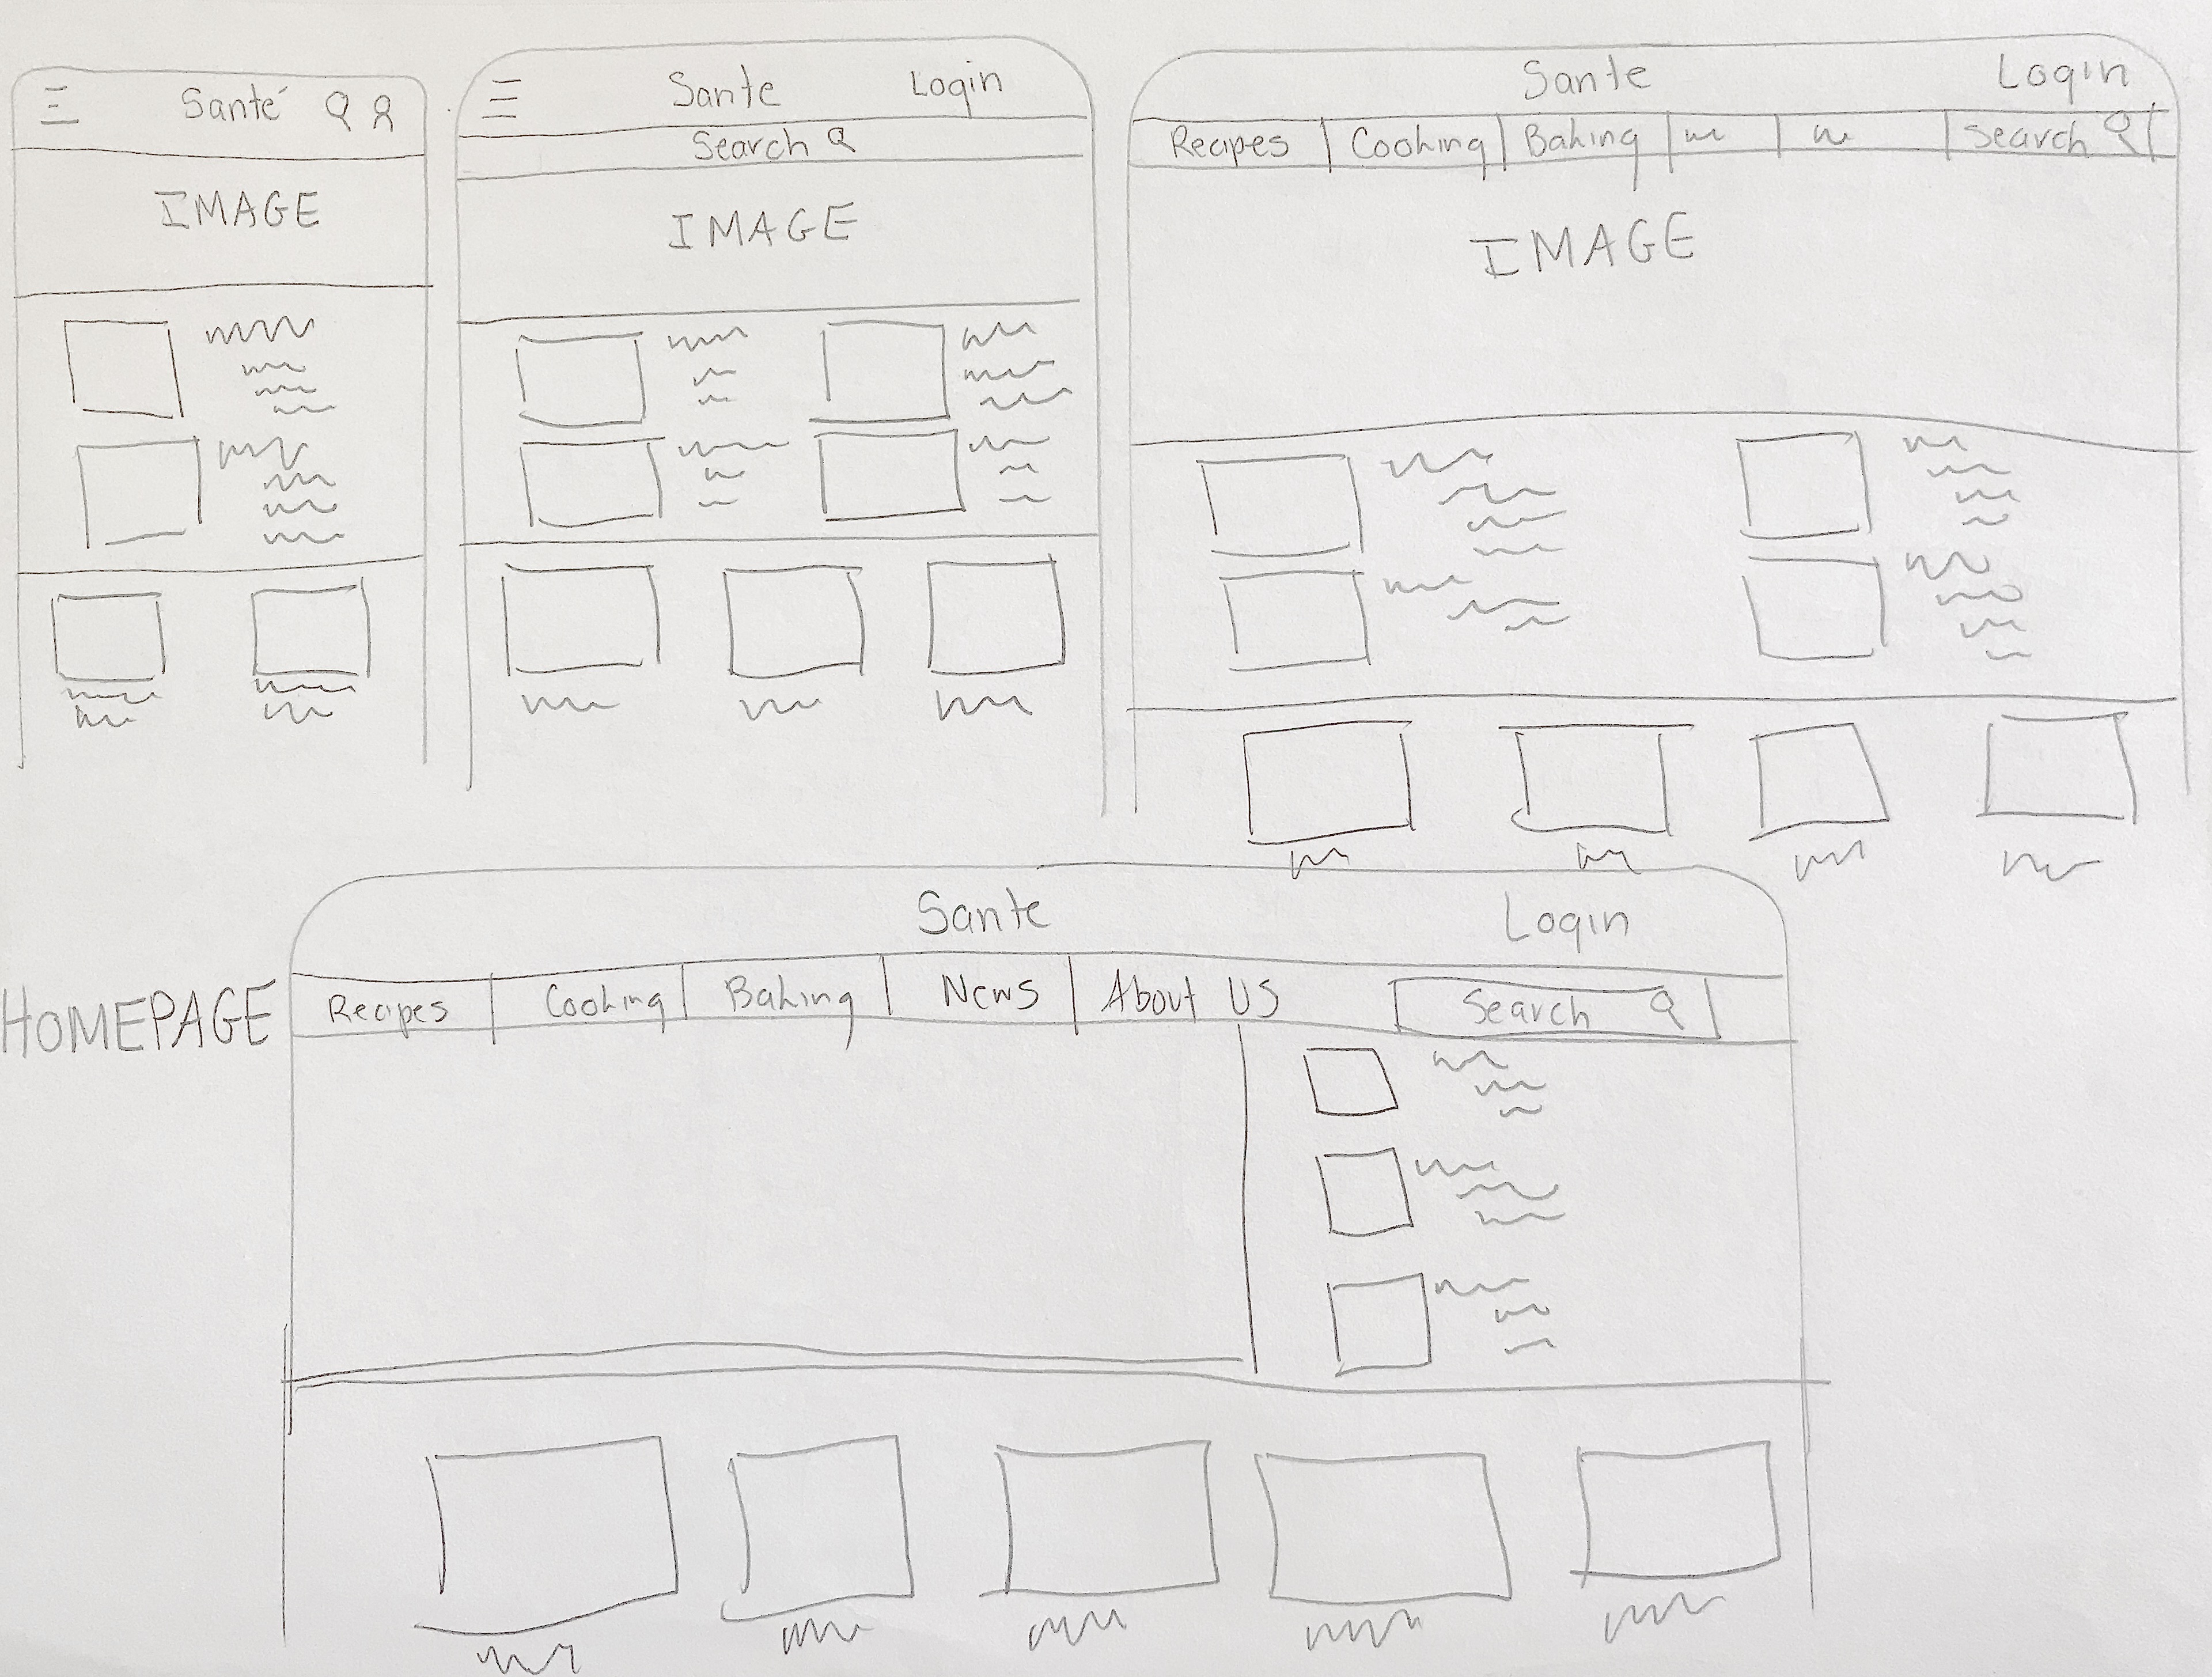 Santé
IMAGE
Sante Login
Search
IMAGE
Sante Login
Recipes Cooking Baking Search
IMAGE
HOMEPAGE
Sante Login
Recipes Cooking Baking News About US Search